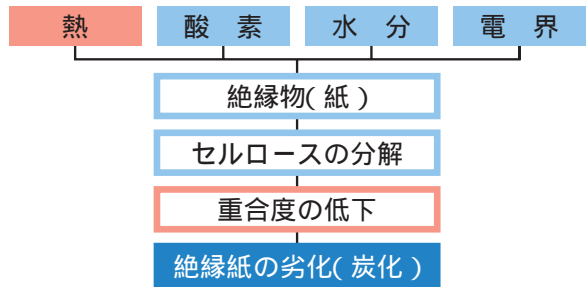 熱 酸素 水分 電界
絶縁物(紙)
セルロースの分解
重合度の低下
絶縁紙の劣化(炭化)